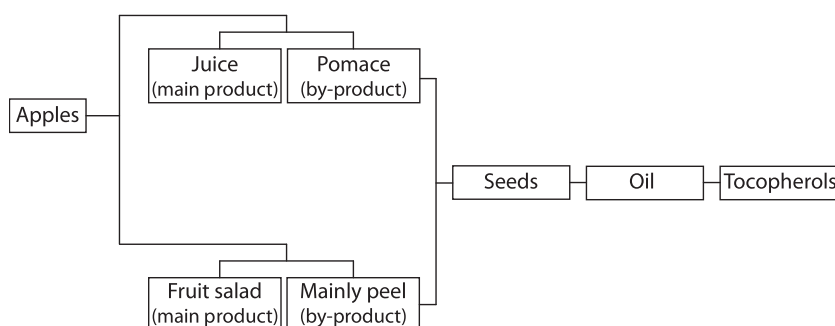 Juice
(main product)
Pomace
(by-product)
Apples
Seeds
Oil
Tocopherols
Fruit salad
(main product)
Mainly peel
(by-product)